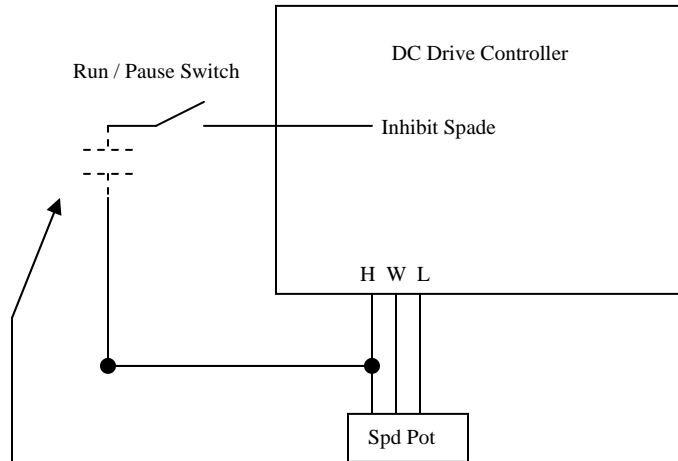 DC Drive Controller
Run / Pause Switch
Inhibit Spade
H W L
Spd Pot